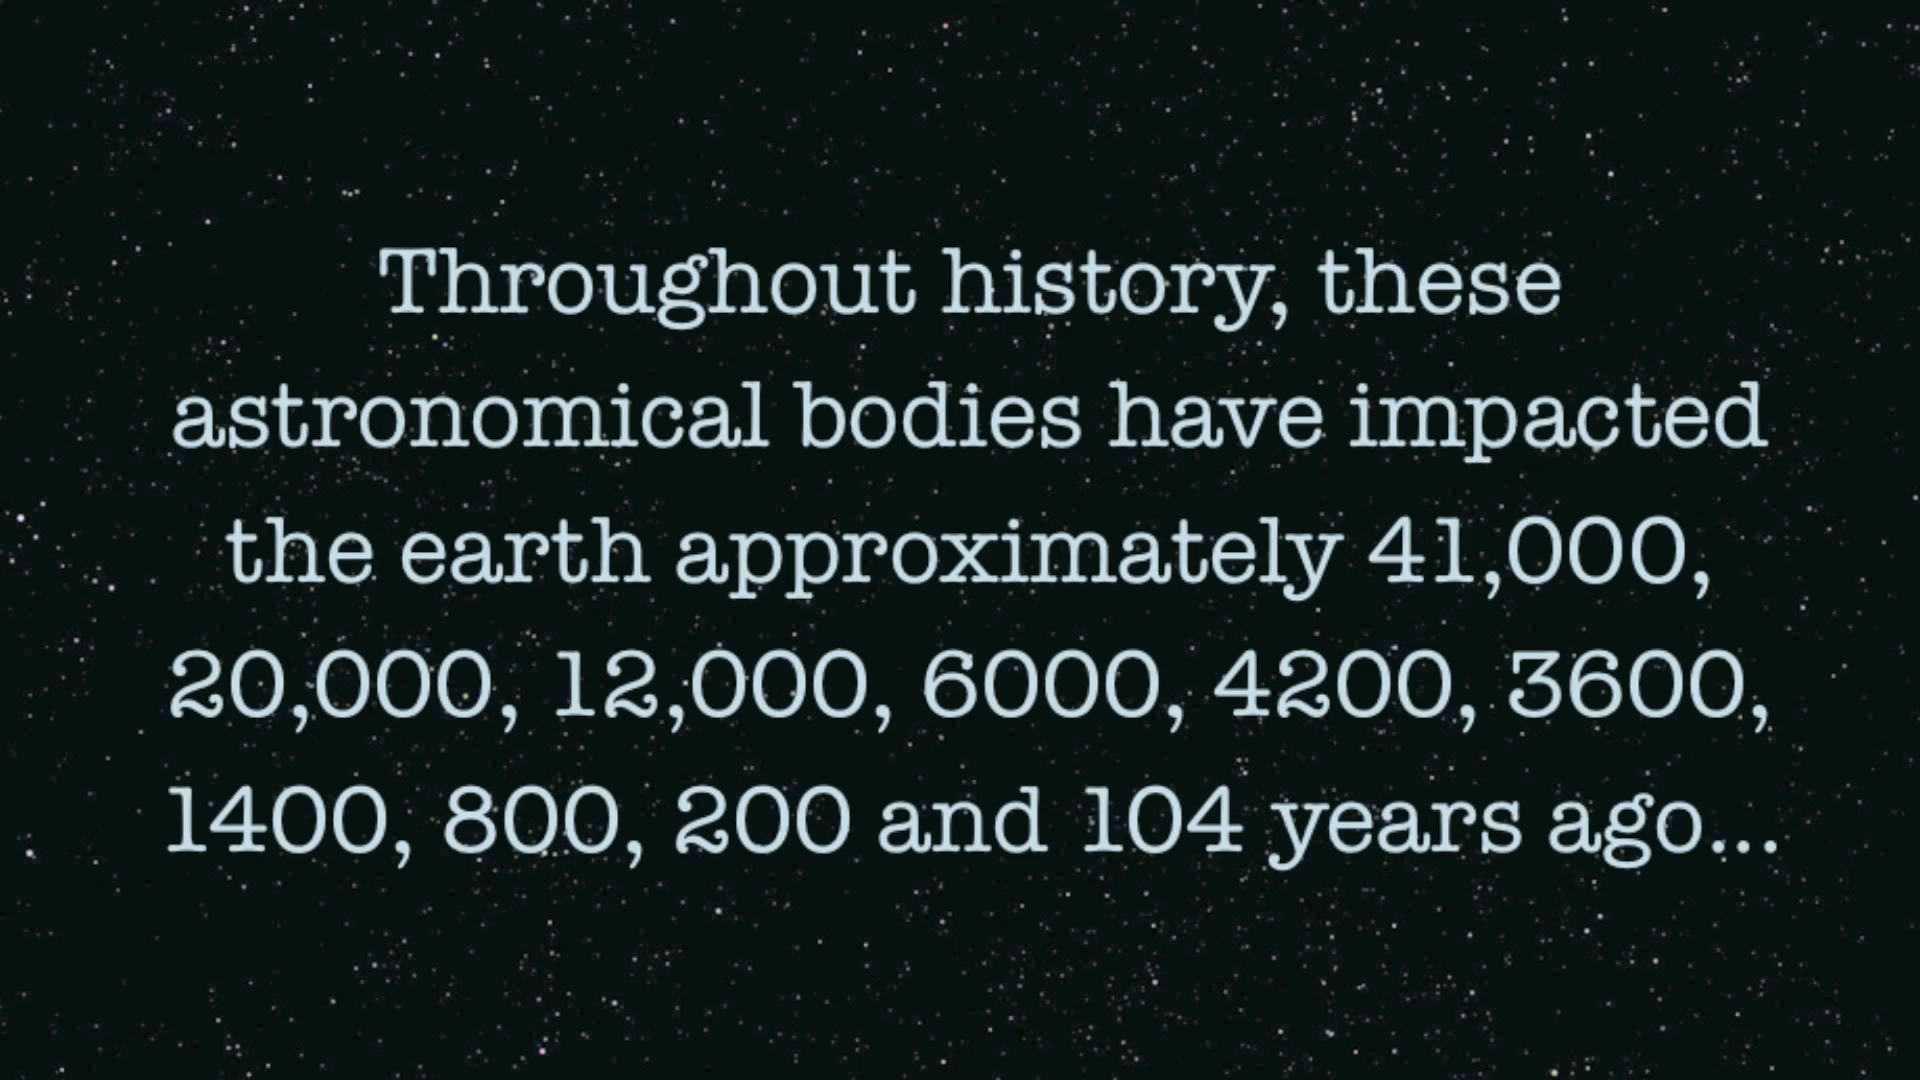 Throughout history, these
astronomical bodies have impacted
the earth approximately 41,000,
20,000, 12,000, 6000, 4200, 3600,
1400, 800, 200 and 104 years ago...